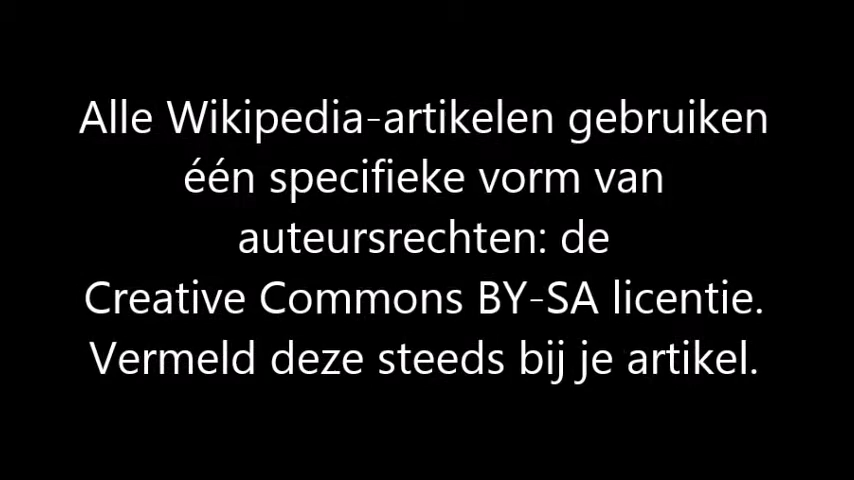 Alle Wikipedia-artikelen gebruiken
één specifieke vorm van
auteursrechten: de
Creative Commons BY-SA licentie.
Vermeld deze steeds bij je artikel.